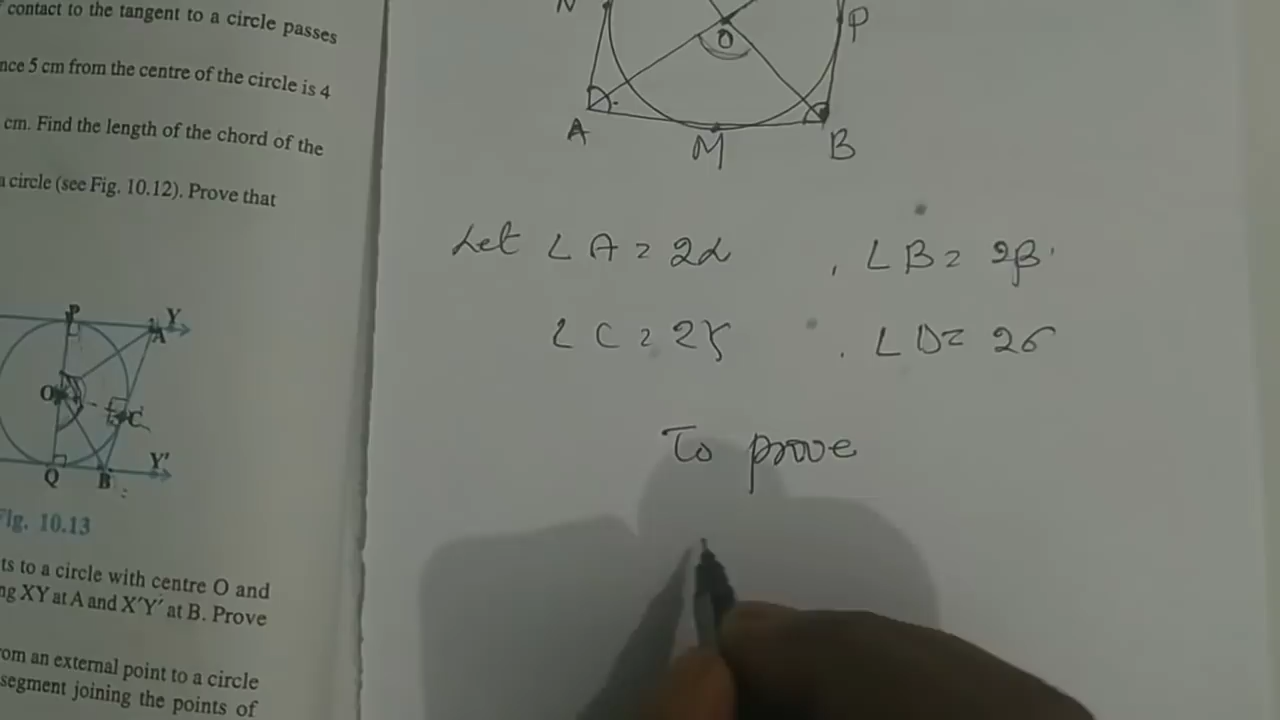 contact to the tangent to a circle passes
nce 5 cm from the centre of the circle is 4
cm. Find the length of the chord of the
a circle (see Fig. 10.12). Prove that
P Y
A
O C
Q B Y'
Fig. 10.13
ts to a circle with centre O and
ng XY at A and X'Y' at B. Prove
om an external point to a circle
segment joining the points of
N P
O
A M B
Let ∠A = 2α , ∠B = 2β
∠C = 2ζ , ∠D = 2σ
To prove